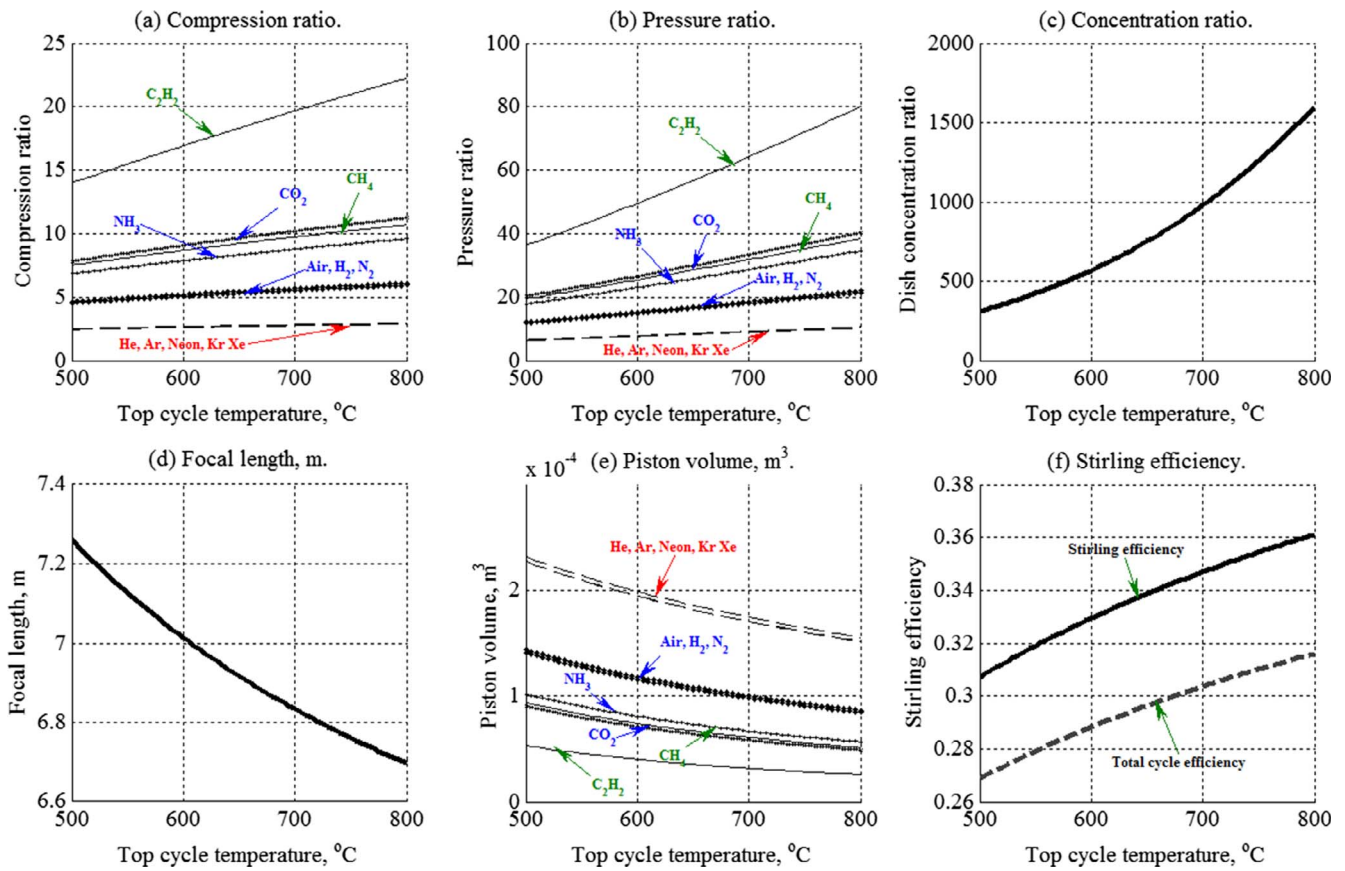 (a) Compression ratio.
Compression ratio
25
20
15
10
5
0
C₂H₂
CH₄
CO₂
NH₃
Air, H₂, N₂
He, Ar, Neon, Kr Xe
500 600 700 800
Top cycle temperature, °C
(b) Pressure ratio.
Pressure ratio
100
80
60
40
20
0
C₂H₂
CH₄
CO₂
NH₃
Air, H₂, N₂
He, Ar, Neon, Kr Xe
500 600 700 800
Top cycle temperature, °C
(c) Concentration ratio.
Dish concentration ratio
2000
1500
1000
500
0
500 600 700 800
Top cycle temperature, °C
(d) Focal length, m.
Focal length, m
7.4
7.2
7
6.8
6.6
500 600 700 800
Top cycle temperature, °C
x 10⁻⁴ (e) Piston volume, m³.
Piston volume, m³
2
1
0
He, Ar, Neon, Kr Xe
Air, H₂, N₂
NH₃
CO₂
CH₄
C₂H₂
500 600 700 800
Top cycle temperature, °C
(f) Stirling efficiency.
Stirling efficiency
0.38
0.36
0.34
0.32
0.3
0.28
0.26
Stirling efficiency
Total cycle efficiency
500 600 700 800
Top cycle temperature, °C